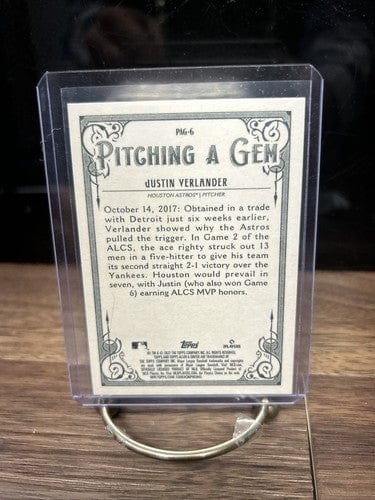 PAG-6
PITCHING A GEM
JUSTIN VERLANDER
HOUSTON ASTROS® | PITCHER
October 14, 2017: Obtained in a trade
with Detroit just six weeks earlier,
Verlander showed why the Astros
pulled the trigger. In Game 2 of the
ALCS, the ace righty struck out 13
men in a five-hitter to give his team
its second straight 2-1 victory over the
Yankees. Houston would prevail in
seven, with Justin (who also won Game
6) earning ALCS MVP honors.
Topps
PLAYERS